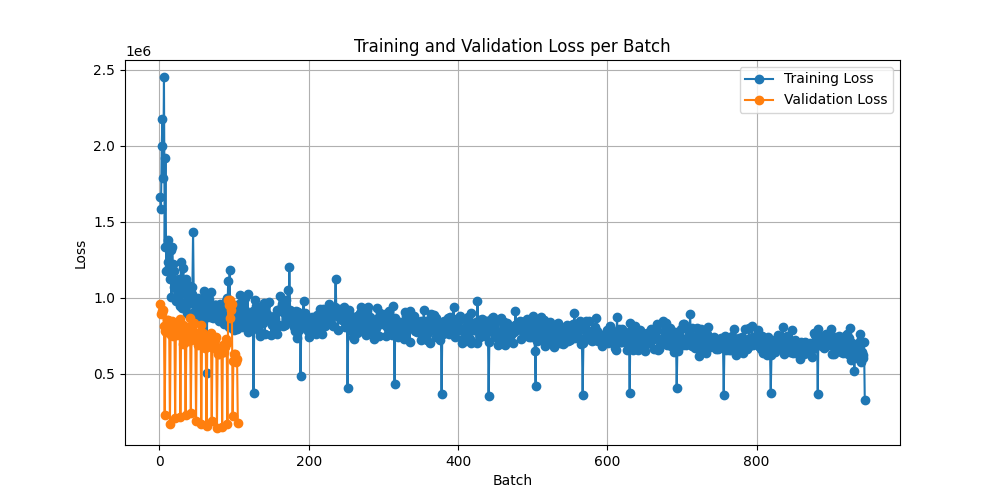 Training and Validation Loss per Batch
1e6
2.5
2.0
1.5
1.0
0.5
Loss
0
200
400
600
800
Batch
Training Loss
Validation Loss